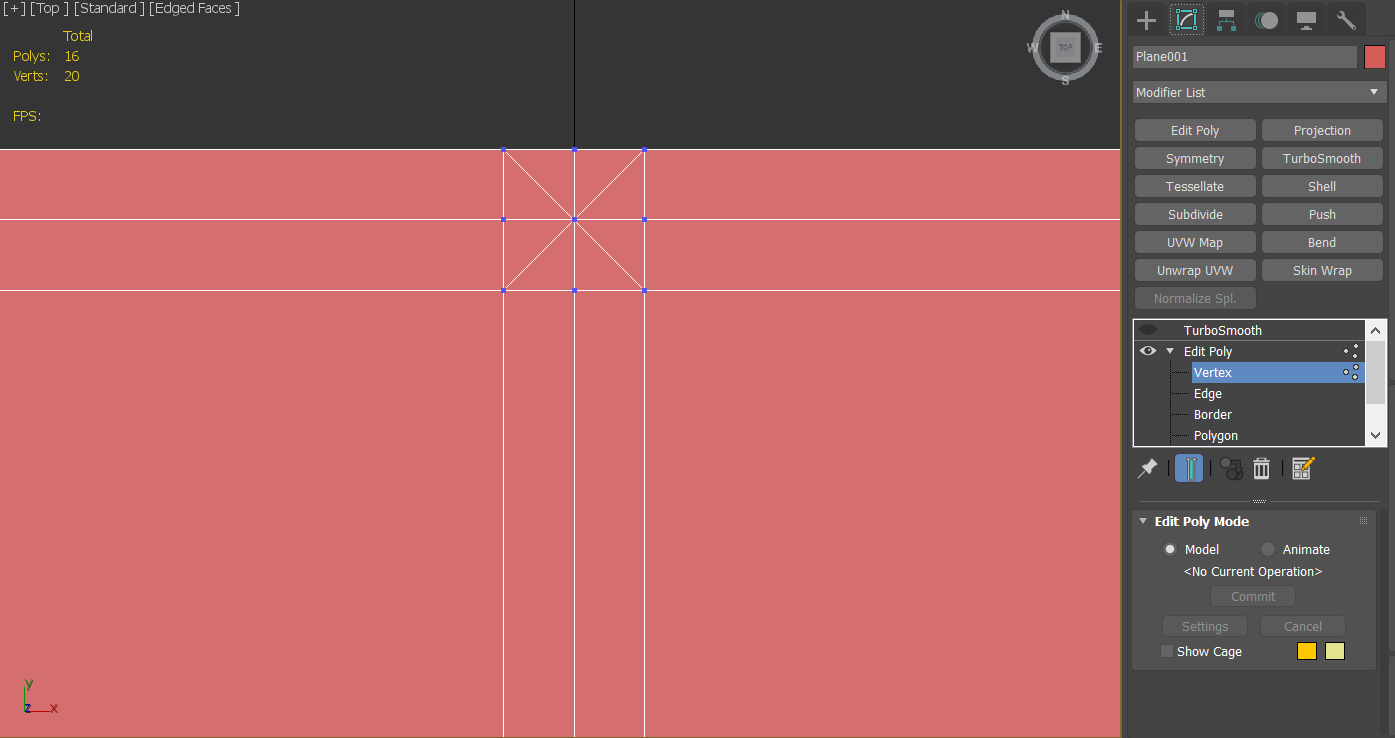 [ + ] [Top ] [Standard ] [Edged Faces ]
Total
Polys: 16
Verts: 20
FPS:
N
W TOP E
S
y
z x
Plane001
Modifier List
Edit Poly Projection
Symmetry TurboSmooth
Tessellate Shell
Subdivide Push
UVW Map Bend
Unwrap UVW Skin Wrap
Normalize Spl.
TurboSmooth
Edit Poly
Vertex
Edge
Border
Polygon
Edit Poly Mode
Model Animate
<No Current Operation>
Commit
Settings Cancel
Show Cage